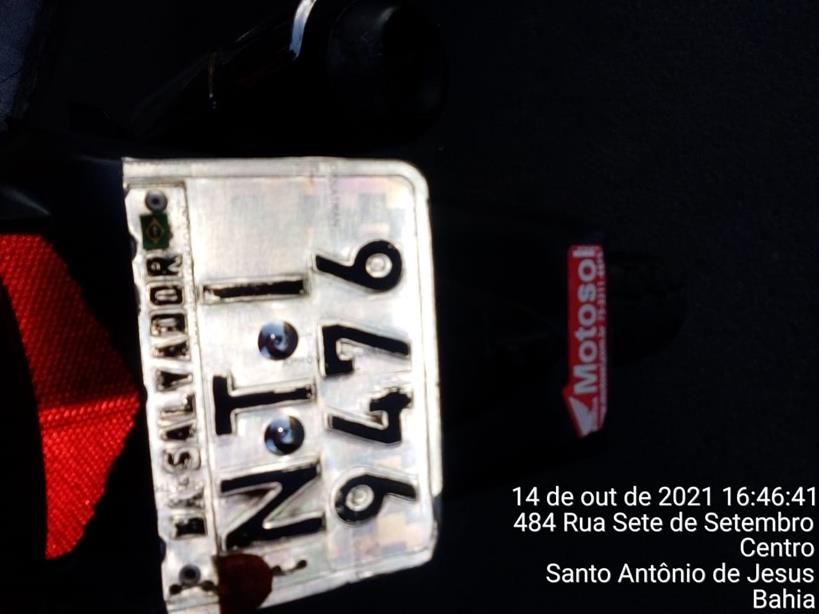 BA-SALVADOR
NTI
9476
Motosol
14 de out de 2021 16:46:41
484 Rua Sete de Setembro
Centro
Santo Antônio de Jesus
Bahia